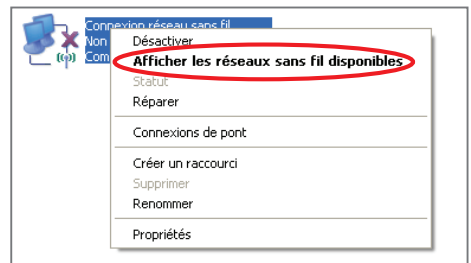 Connexion réseau sans fil
Non
Com
Désactiver
Afficher les réseaux sans fil disponibles
Statut
Réparer
Connexions de pont
Créer un raccourci
Supprimer
Renommer
Propriétés